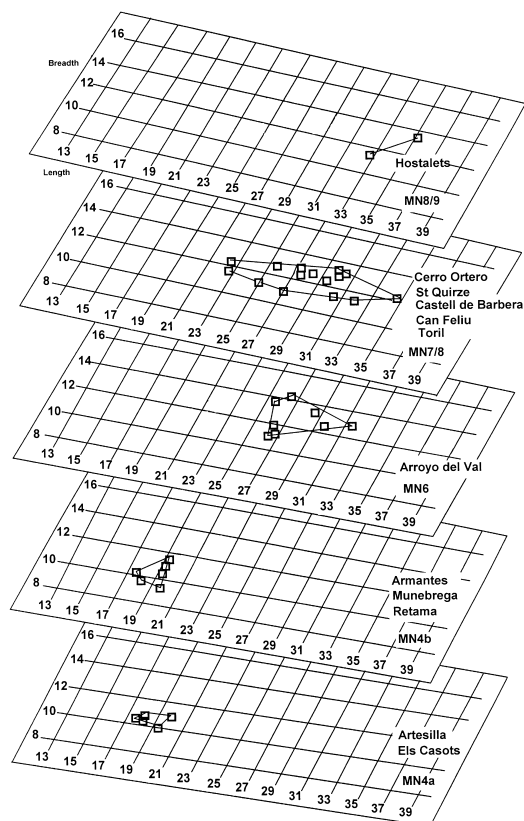 16
Breadth
14
12
10
8
13 15 17 19 21 23 25 27 29 31 33 35 37 39
Hostalets
MN8/9
Length
16
14
12
10
8
13 15 17 19 21 23 25 27 29 31 33 35 37 39
Cerro Ortero
St Quirze
Castell de Barbera
Can Feliu
Toril
MN7/8
16
14
12
10
8
13 15 17 19 21 23 25 27 29 31 33 35 37 39
Arroyo del Val
MN6
16
14
12
10
8
13 15 17 19 21 23 25 27 29 31 33 35 37 39
Armantes
Munebrega
Retama
MN4b
16
14
12
10
8
13 15 17 19 21 23 25 27 29 31 33 35 37 39
Artesilla
Els Casots
MN4a